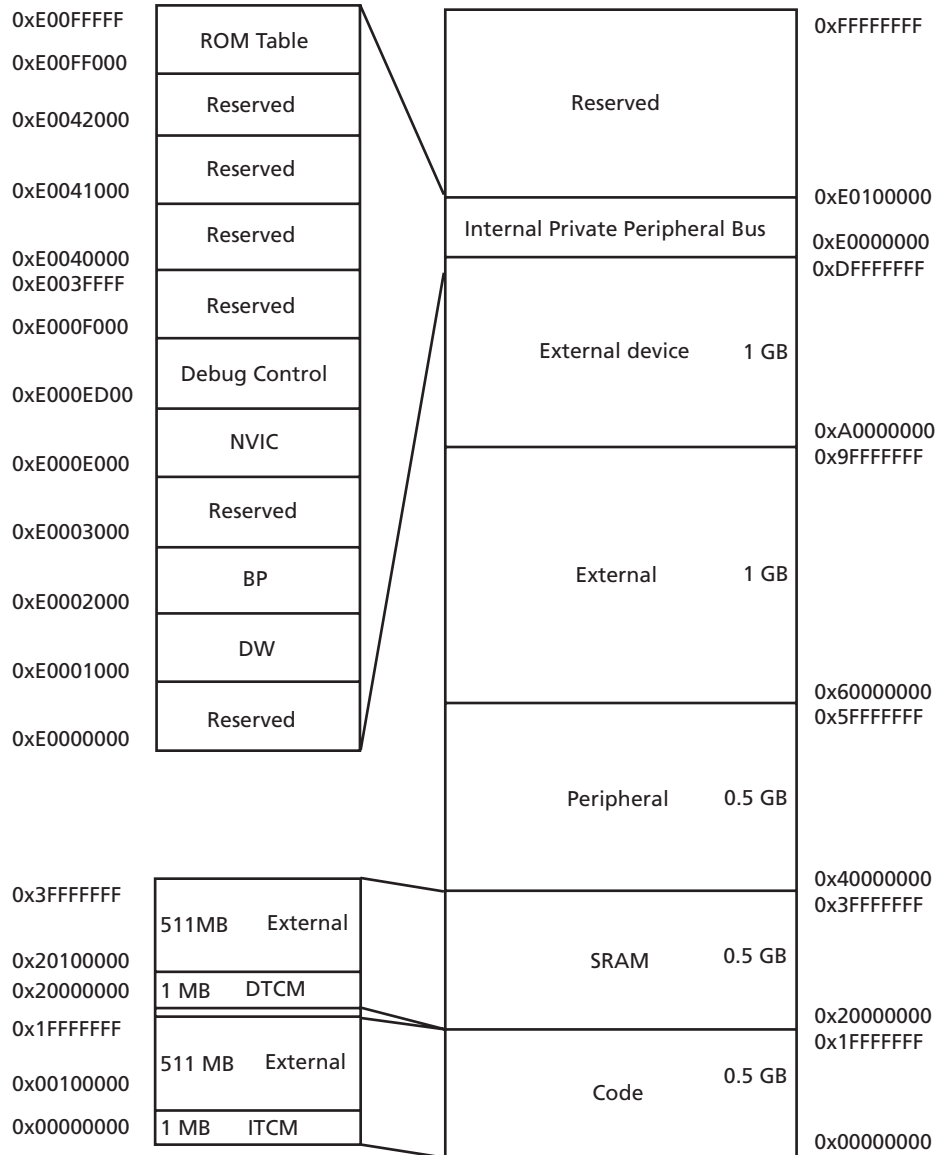 0xE00FFFFF
ROM Table
0xE00FF000
Reserved
0xE0042000
Reserved
0xE0041000
Reserved
0xE0040000
0xE003FFFF
Reserved
0xE000F000
Debug Control
0xE000ED00
NVIC
0xE000E000
Reserved
0xE0003000
BP
0xE0002000
DW
0xE0001000
Reserved
0xE0000000
0x3FFFFFFF
511MB External
0x20100000
0x20000000
1 MB DTCM
0x1FFFFFFF
511 MB External
0x00100000
0x00000000
1 MB ITCM
0xFFFFFFFF
Reserved
0xE0100000
Internal Private Peripheral Bus
0xE0000000
0xDFFFFFFF
External device 1 GB
0xA0000000
0x9FFFFFFF
External 1 GB
0x60000000
0x5FFFFFFF
Peripheral 0.5 GB
0x40000000
0x3FFFFFFF
SRAM 0.5 GB
0x20000000
0x1FFFFFFF
Code 0.5 GB
0x00000000